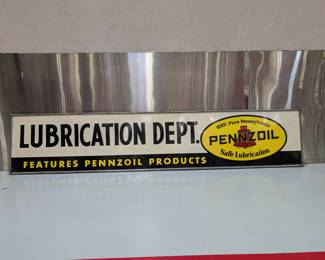 LUBRICATION DEPT.
FEATURES PENNZOIL PRODUCTS
100% Pure Pennsylvania
PENNZOIL
Safe Lubrication